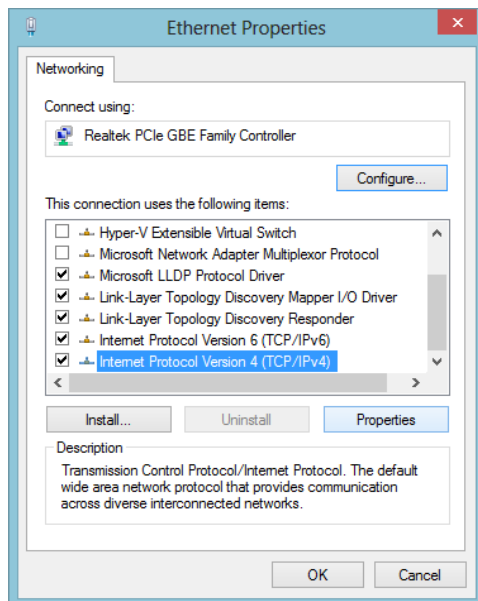 Ethernet Properties
Networking
Connect using:
Realtek PCIe GBE Family Controller
Configure...
This connection uses the following items:
Hyper-V Extensible Virtual Switch
Microsoft Network Adapter Multiplexor Protocol
Microsoft LLDP Protocol Driver
Link-Layer Topology Discovery Mapper I/O Driver
Link-Layer Topology Discovery Responder
Internet Protocol Version 6 (TCP/IPv6)
Internet Protocol Version 4 (TCP/IPv4)
Install...
Uninstall
Properties
Description
Transmission Control Protocol/Internet Protocol. The default
wide area network protocol that provides communication
across diverse interconnected networks.
OK
Cancel